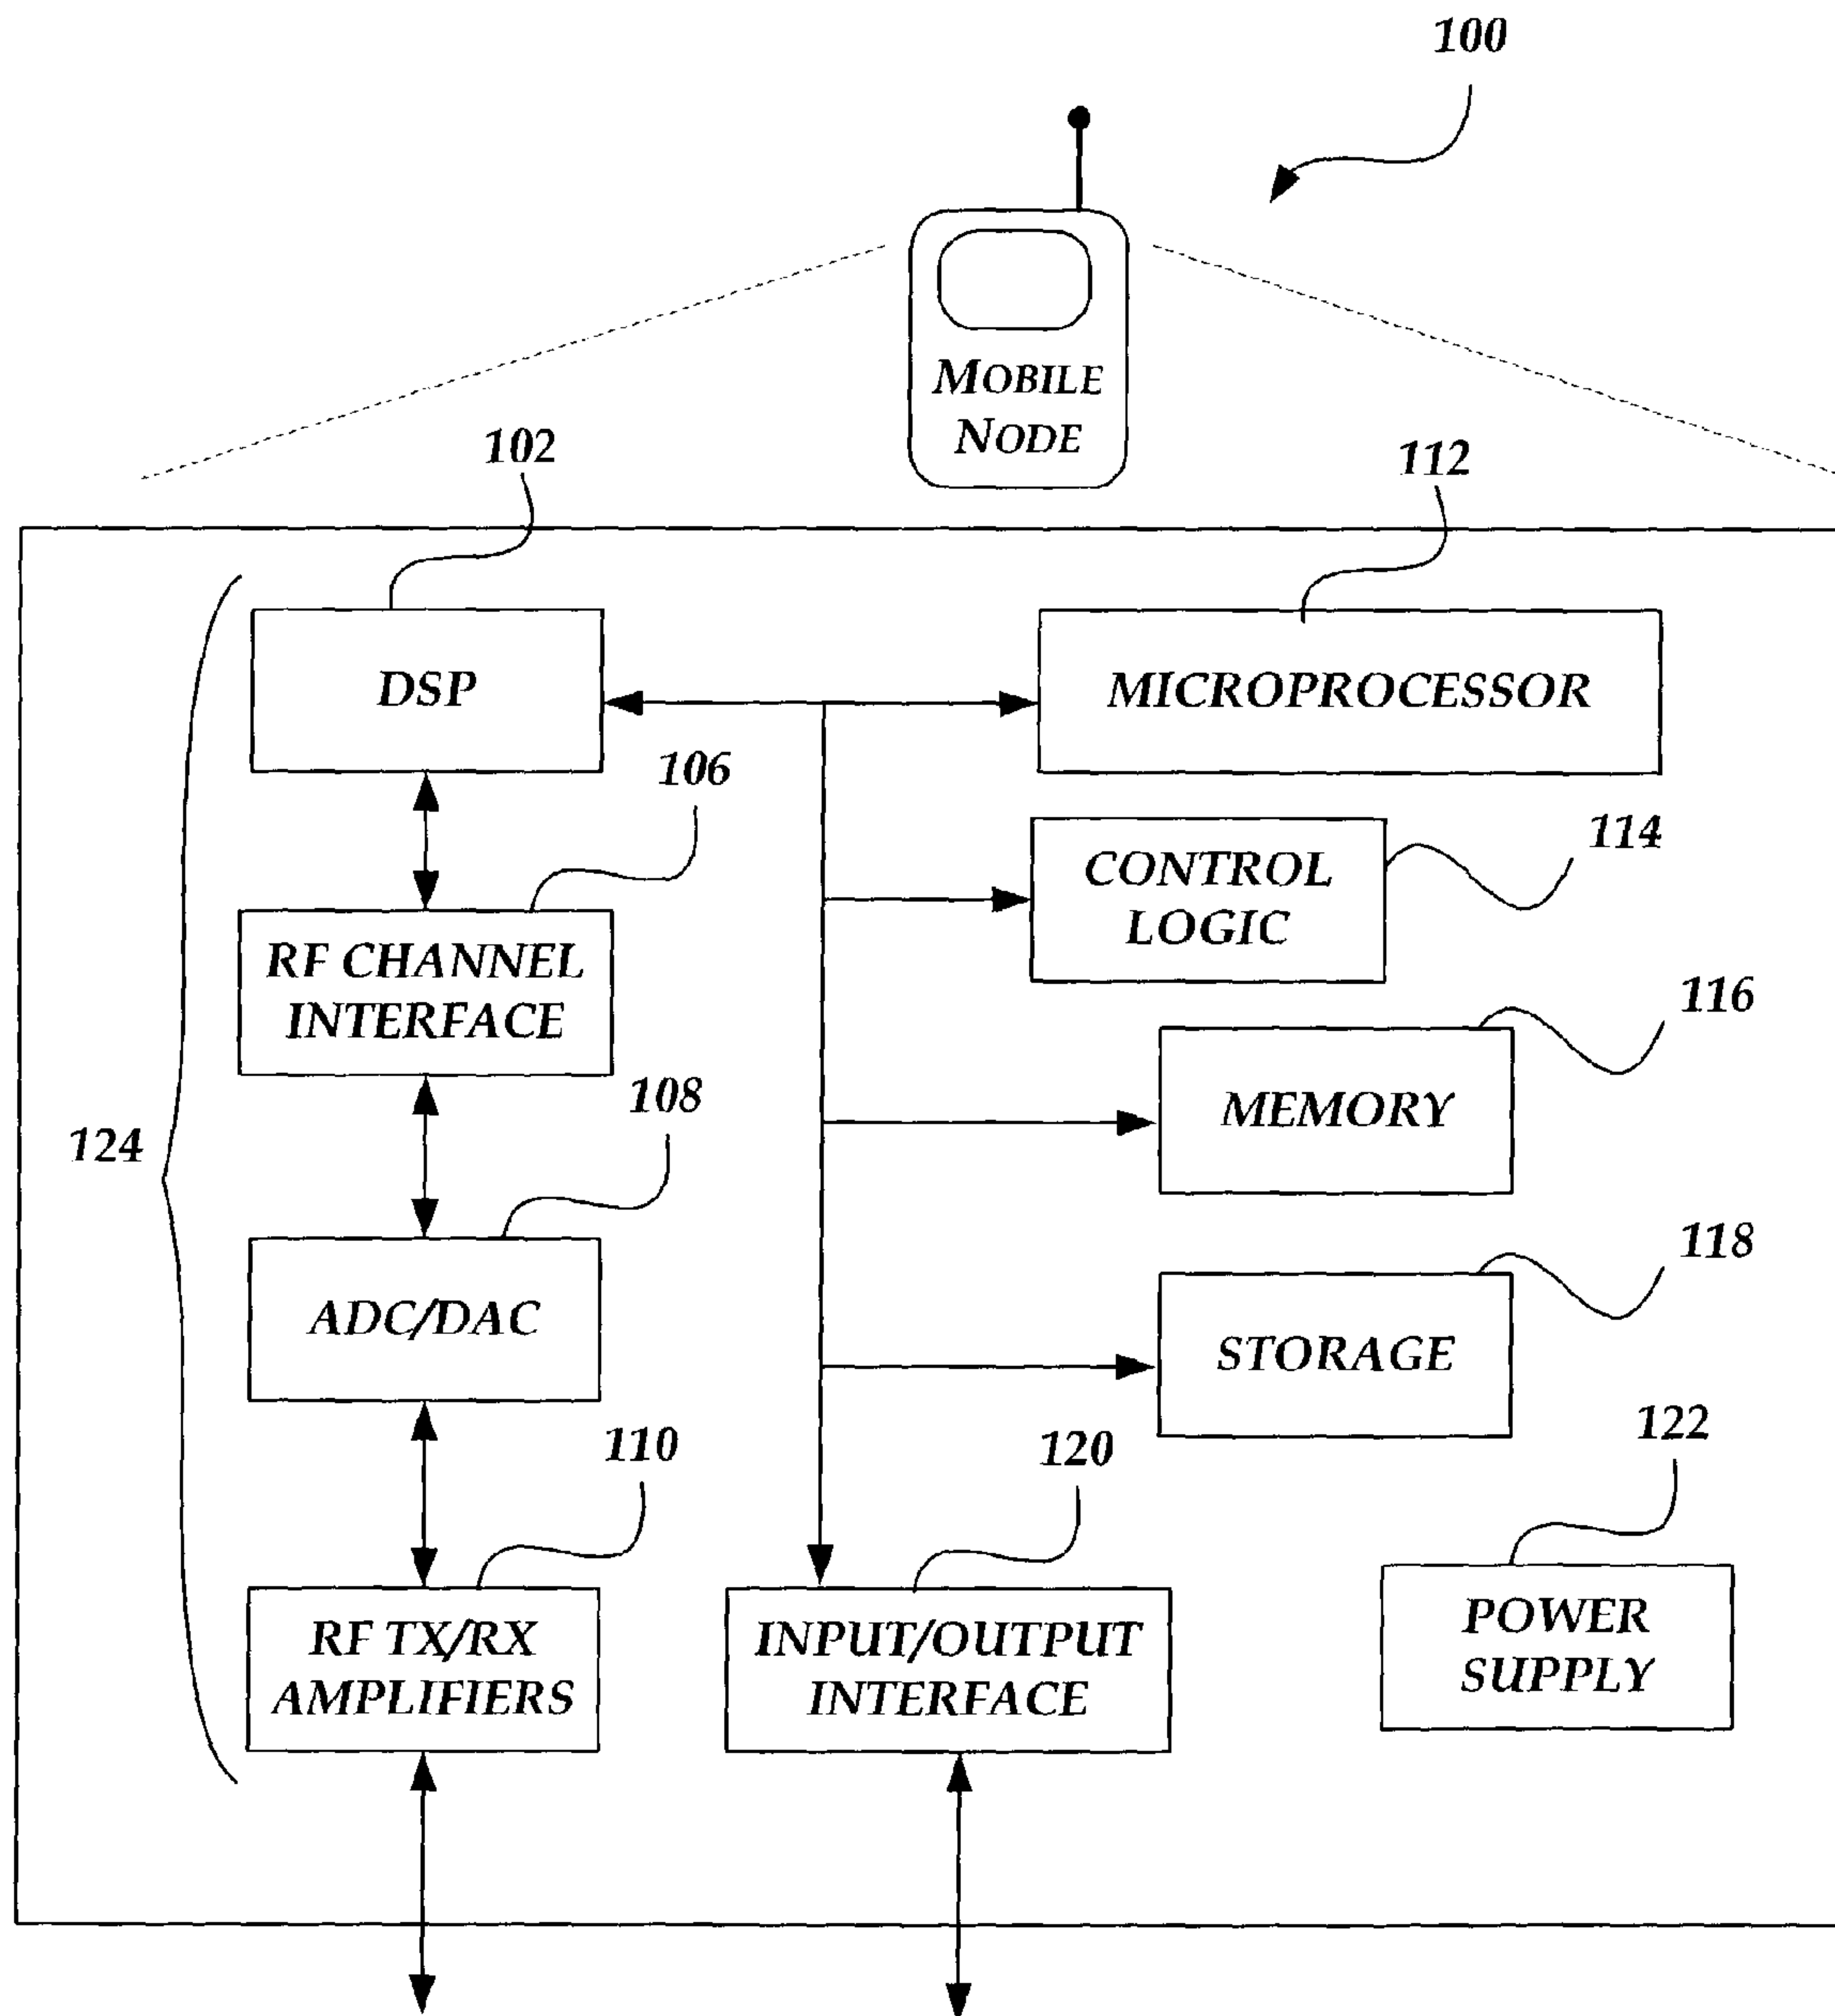 100
MOBILE
NODE
102
112
DSP
MICROPROCESSOR
106
114
CONTROL
LOGIC
RF CHANNEL
INTERFACE
116
108
MEMORY
124
118
ADC/DAC
STORAGE
122
110
120
RF TX/RX
AMPLIFIERS
INPUT/OUTPUT
INTERFACE
POWER
SUPPLY